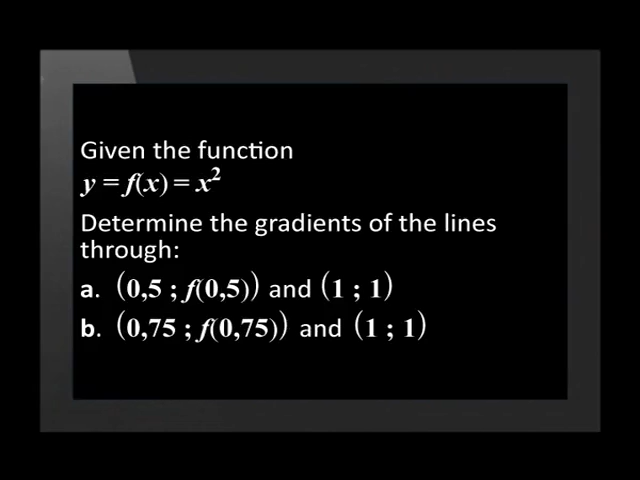 Given the function
y = f(x) = x²
Determine the gradients of the lines
through:
a. (0,5 ; f(0,5)) and (1 ; 1)
b. (0,75 ; f(0,75)) and (1 ; 1)